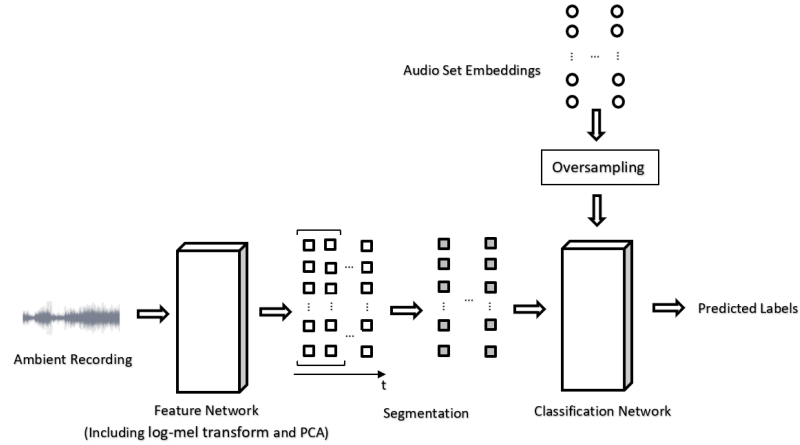 Audio Set Embeddings
Oversampling
Ambient Recording
Feature Network
(Including log-mel transform and PCA)
t
Segmentation
Classification Network
Predicted Labels